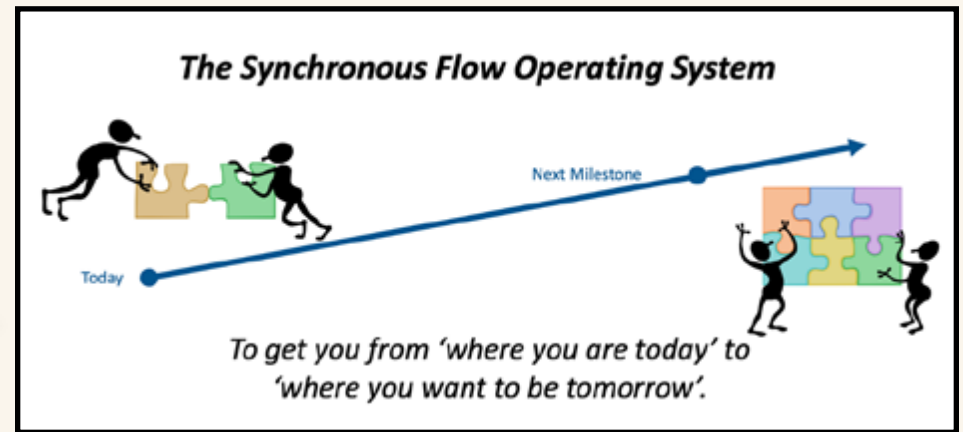 The Synchronous Flow Operating System
Next Milestone
Today
To get you from ‘where you are today’ to
‘where you want to be tomorrow’.